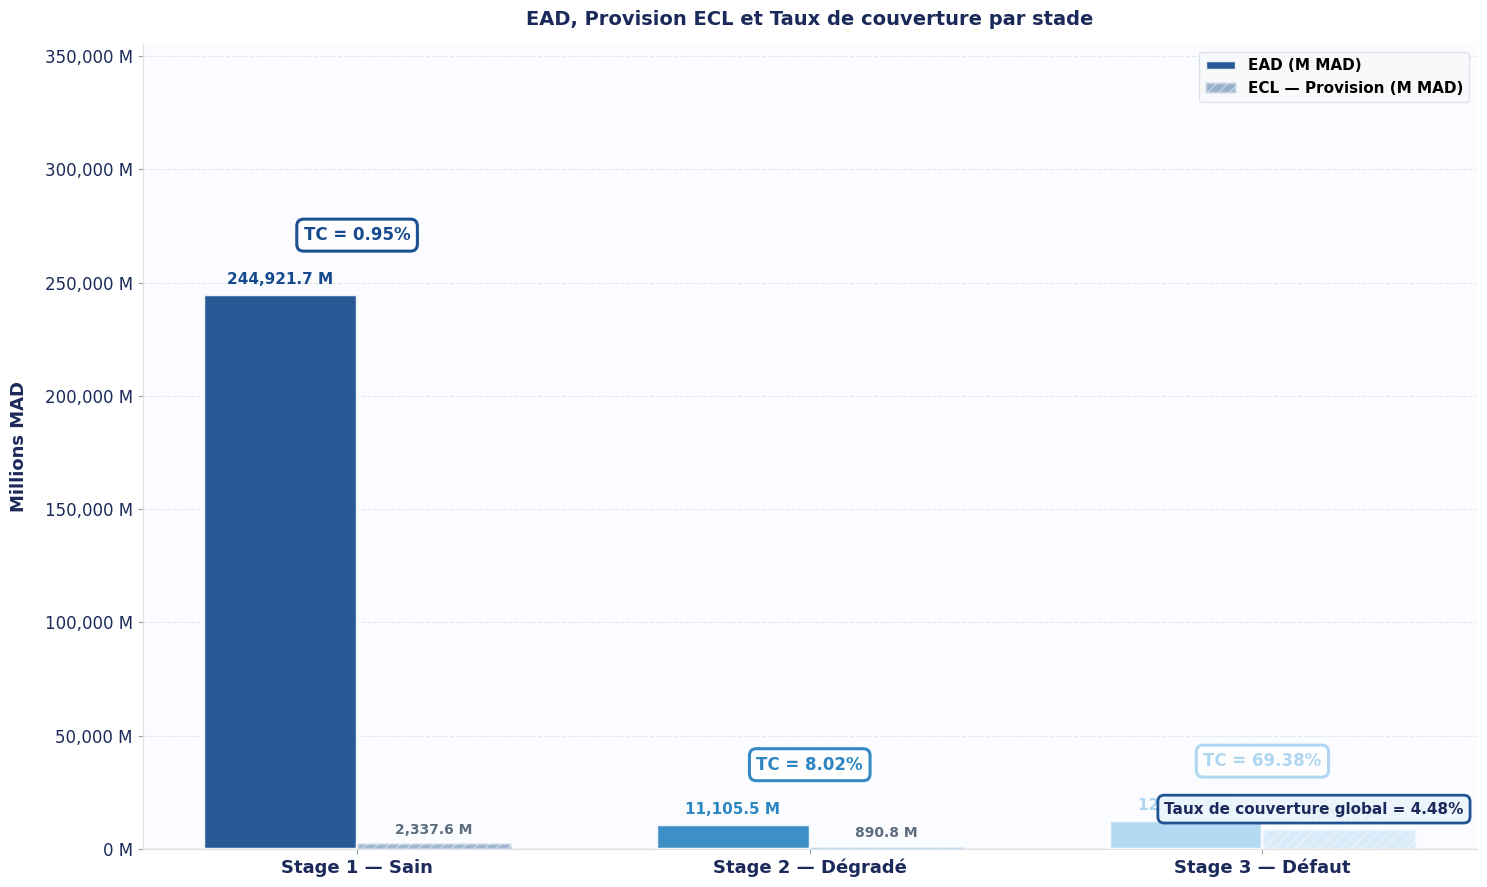 EAD, Provision ECL et Taux de couverture par stade
EAD (M MAD)
ECL — Provision (M MAD)
Millions MAD
350,000 M
300,000 M
250,000 M
200,000 M
150,000 M
100,000 M
50,000 M
0 M
TC = 0.95%
244,921.7 M
2,337.6 M
TC = 8.02%
11,105.5 M
890.8 M
TC = 69.38%
Taux de couverture global = 4.48%
Stage 1 — Sain
Stage 2 — Dégradé
Stage 3 — Défaut